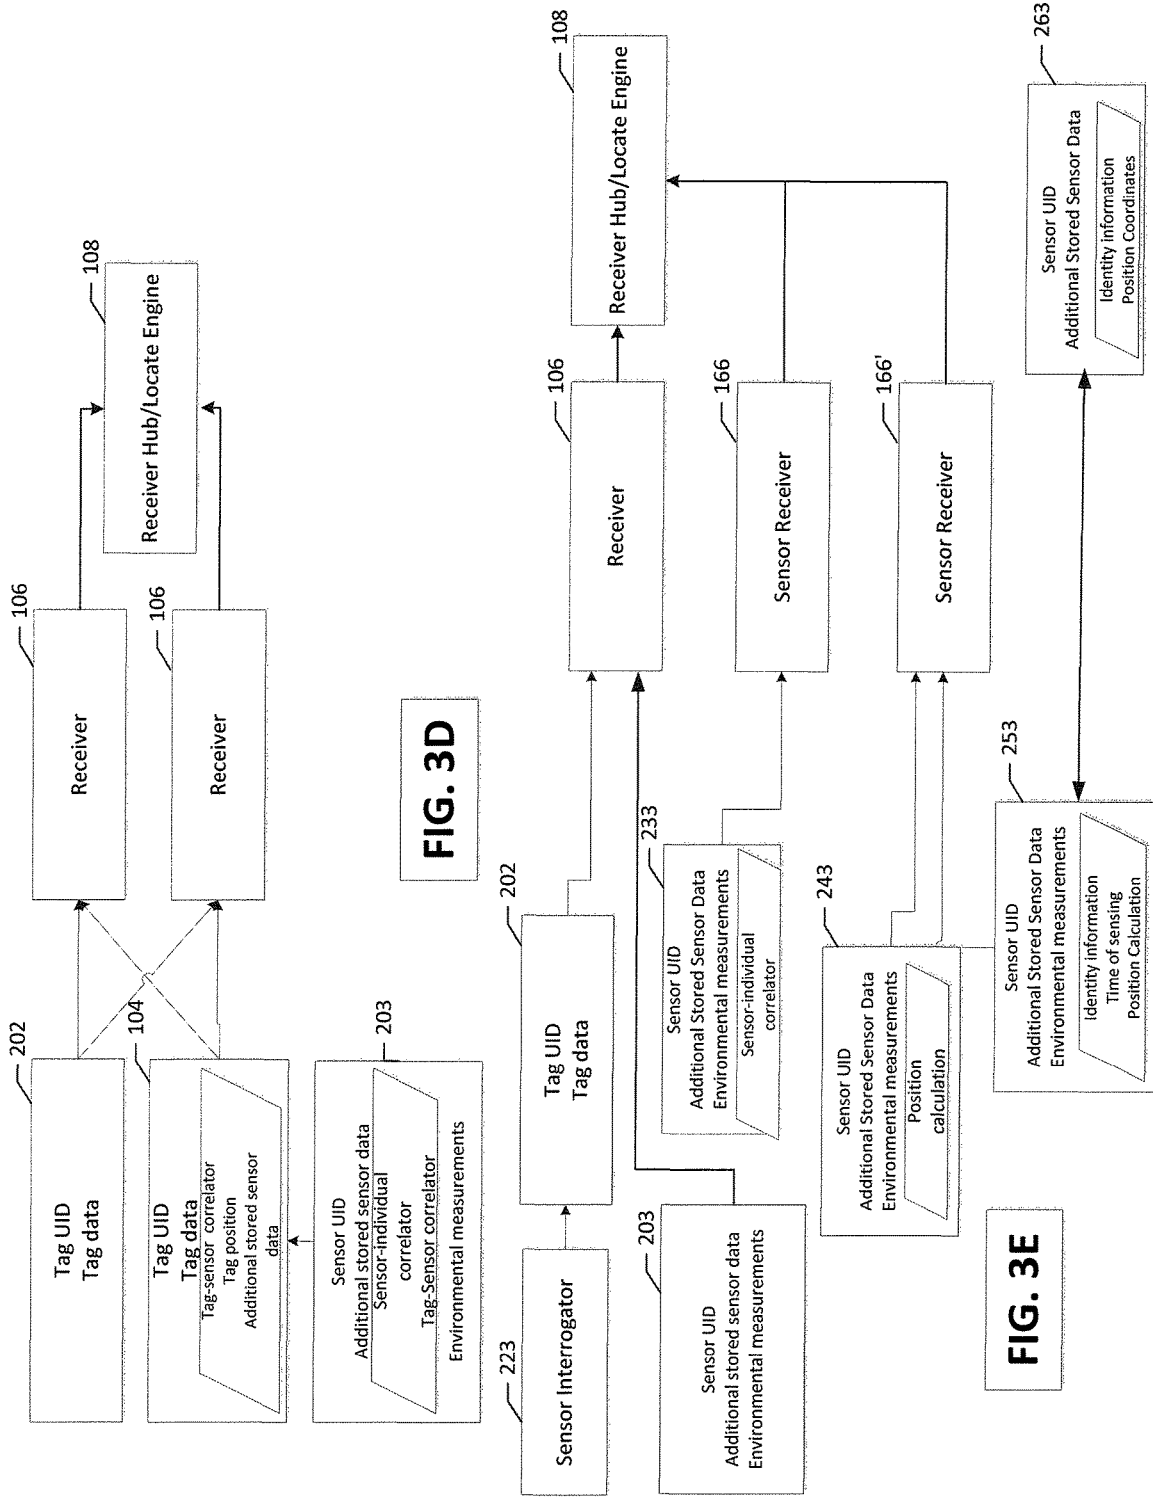 202
Tag UID
Tag data
104
Tag UID
Tag data
Tag-sensor correlator
Tag position
Additional stored sensor
data
203
Sensor UID
Additional stored sensor data
Sensor-individual
correlator
Tag-Sensor correlator
Environmental measurements
106
Receiver
106
Receiver
108
Receiver Hub/Locate Engine
FIG. 3D
223
Sensor Interrogator
202
Tag UID
Tag data
203
Sensor UID
Additional stored sensor data
Environmental measurements
233
Sensor UID
Additional Stored Sensor Data
Environmental measurements
Sensor-individual
correlator
243
Sensor UID
Additional Stored Sensor Data
Environmental measurements
Position
calculation
253
Sensor UID
Additional Stored Sensor Data
Environmental measurements
Identity information
Time of sensing
Position Calculation
106
Receiver
166
Sensor Receiver
166'
Sensor Receiver
108
Receiver Hub/Locate Engine
263
Sensor UID
Additional Stored Sensor Data
Identity information
Position Coordinates
FIG. 3E